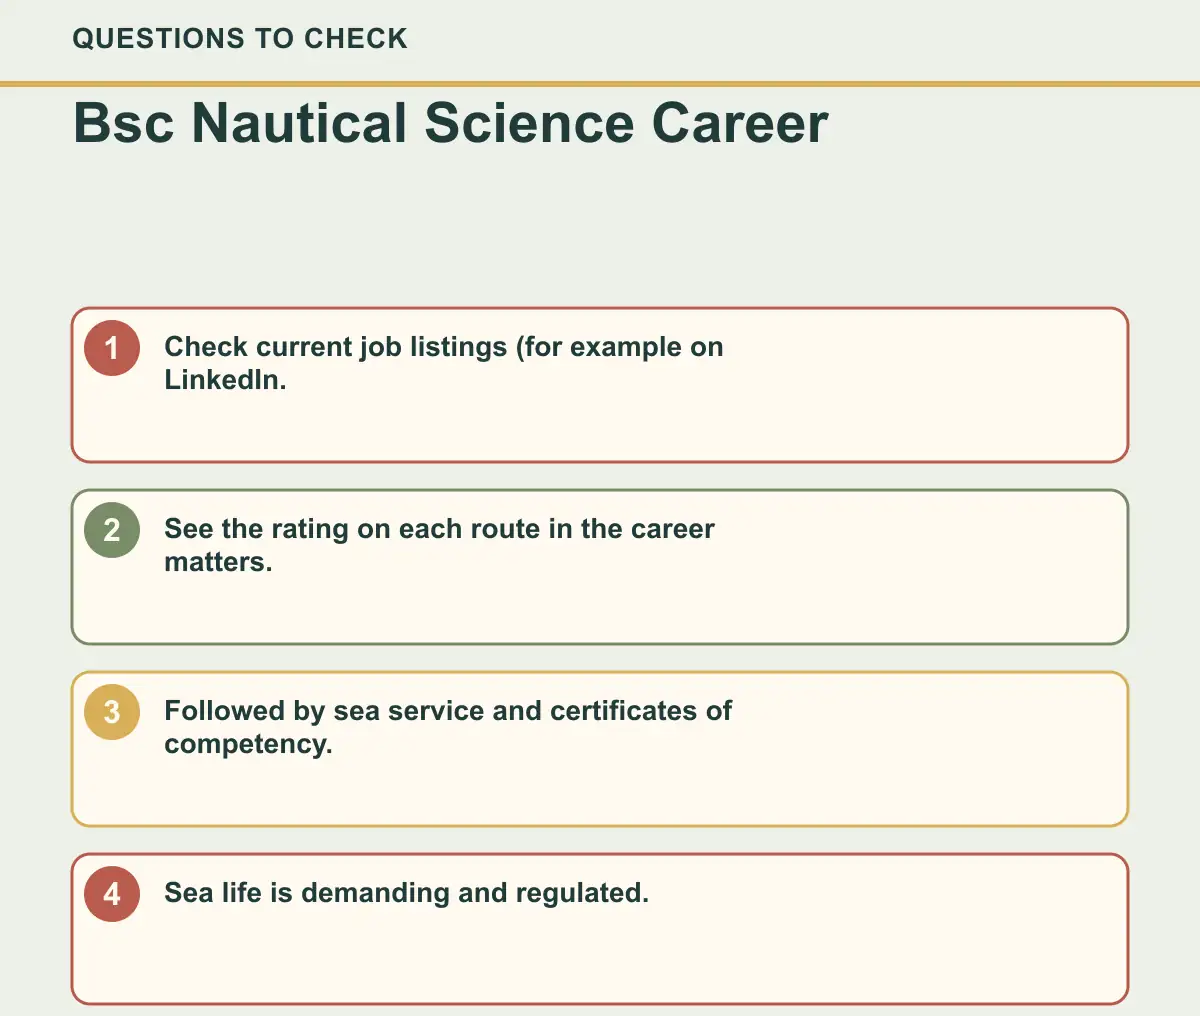 QUESTIONS TO CHECK
Bsc Nautical Science Career
1
Check current job listings (for example on
LinkedIn.
2
See the rating on each route in the career
matters.
3
Followed by sea service and certificates of
competency.
4
Sea life is demanding and regulated.